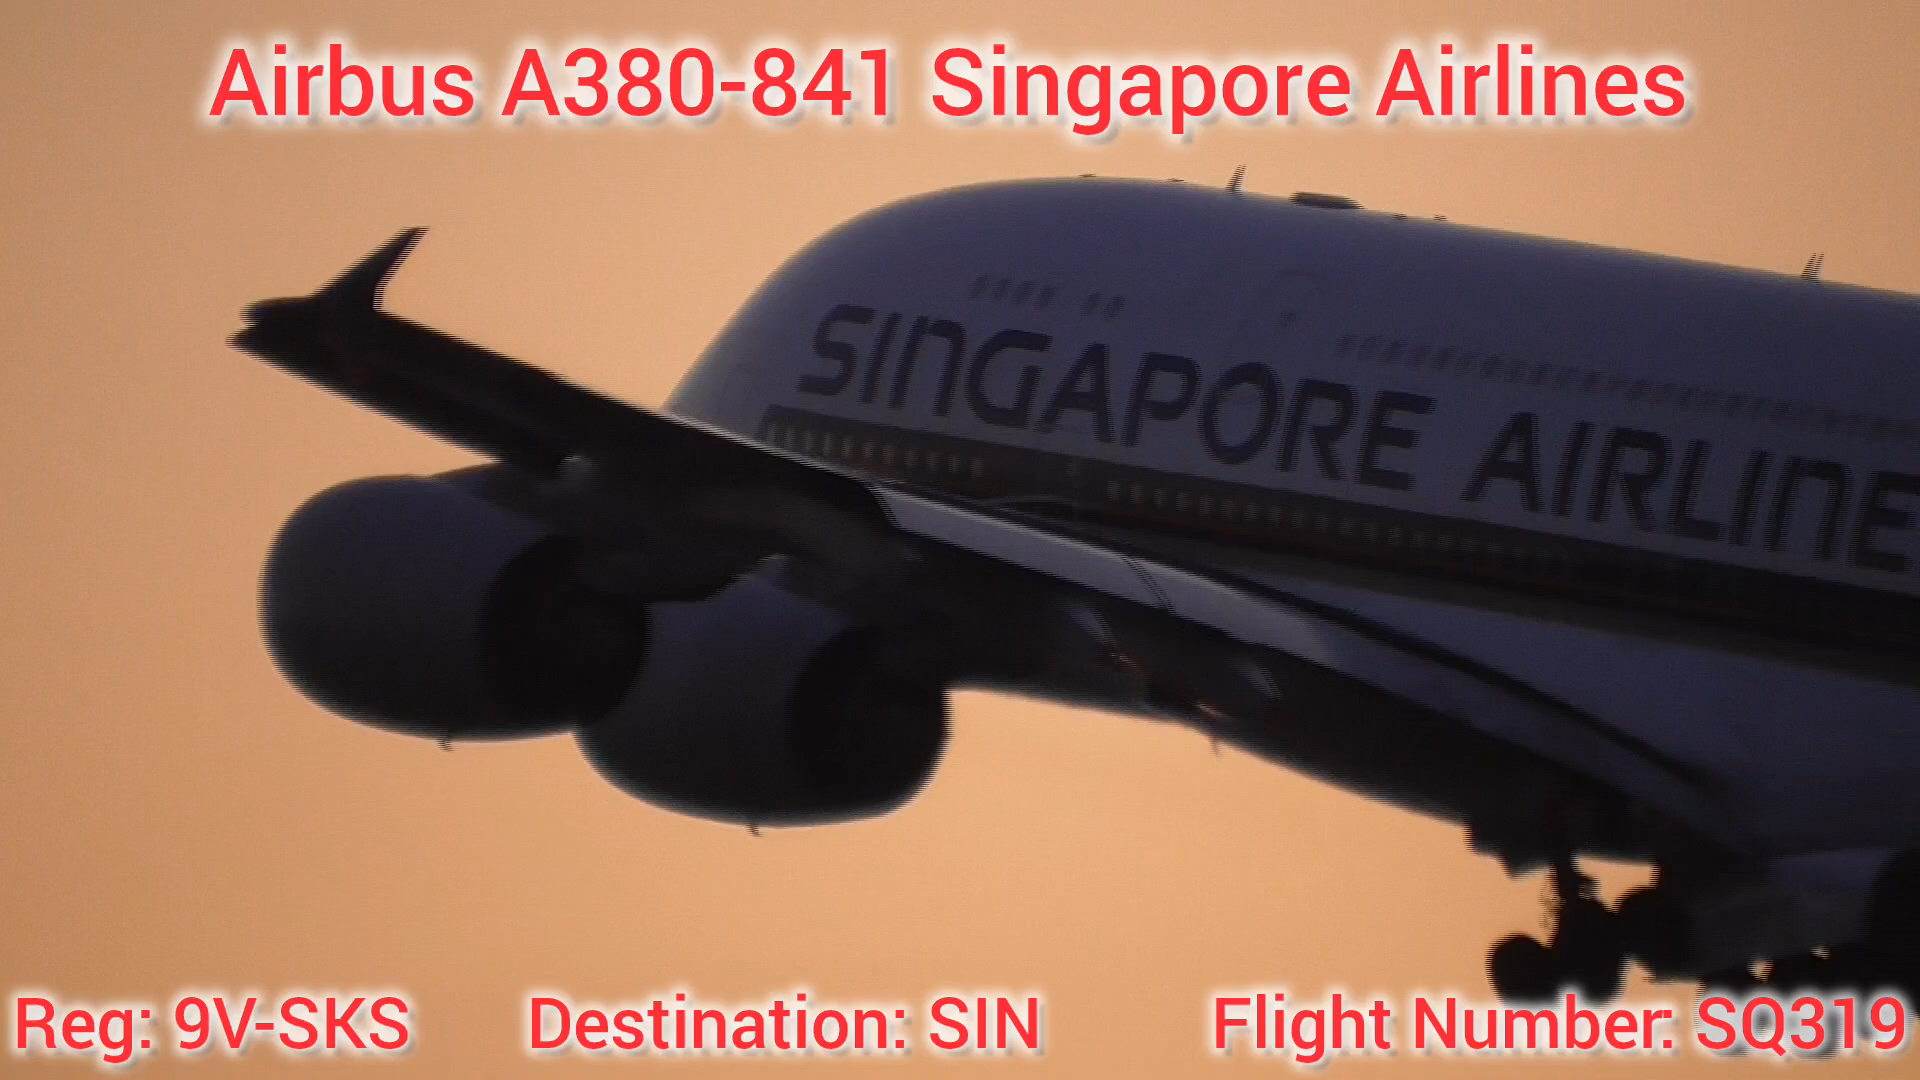 Airbus A380-841 Singapore Airlines
SINGAPORE AIRLINE
Reg: 9V-SKS Destination: SIN Flight Number: SQ319